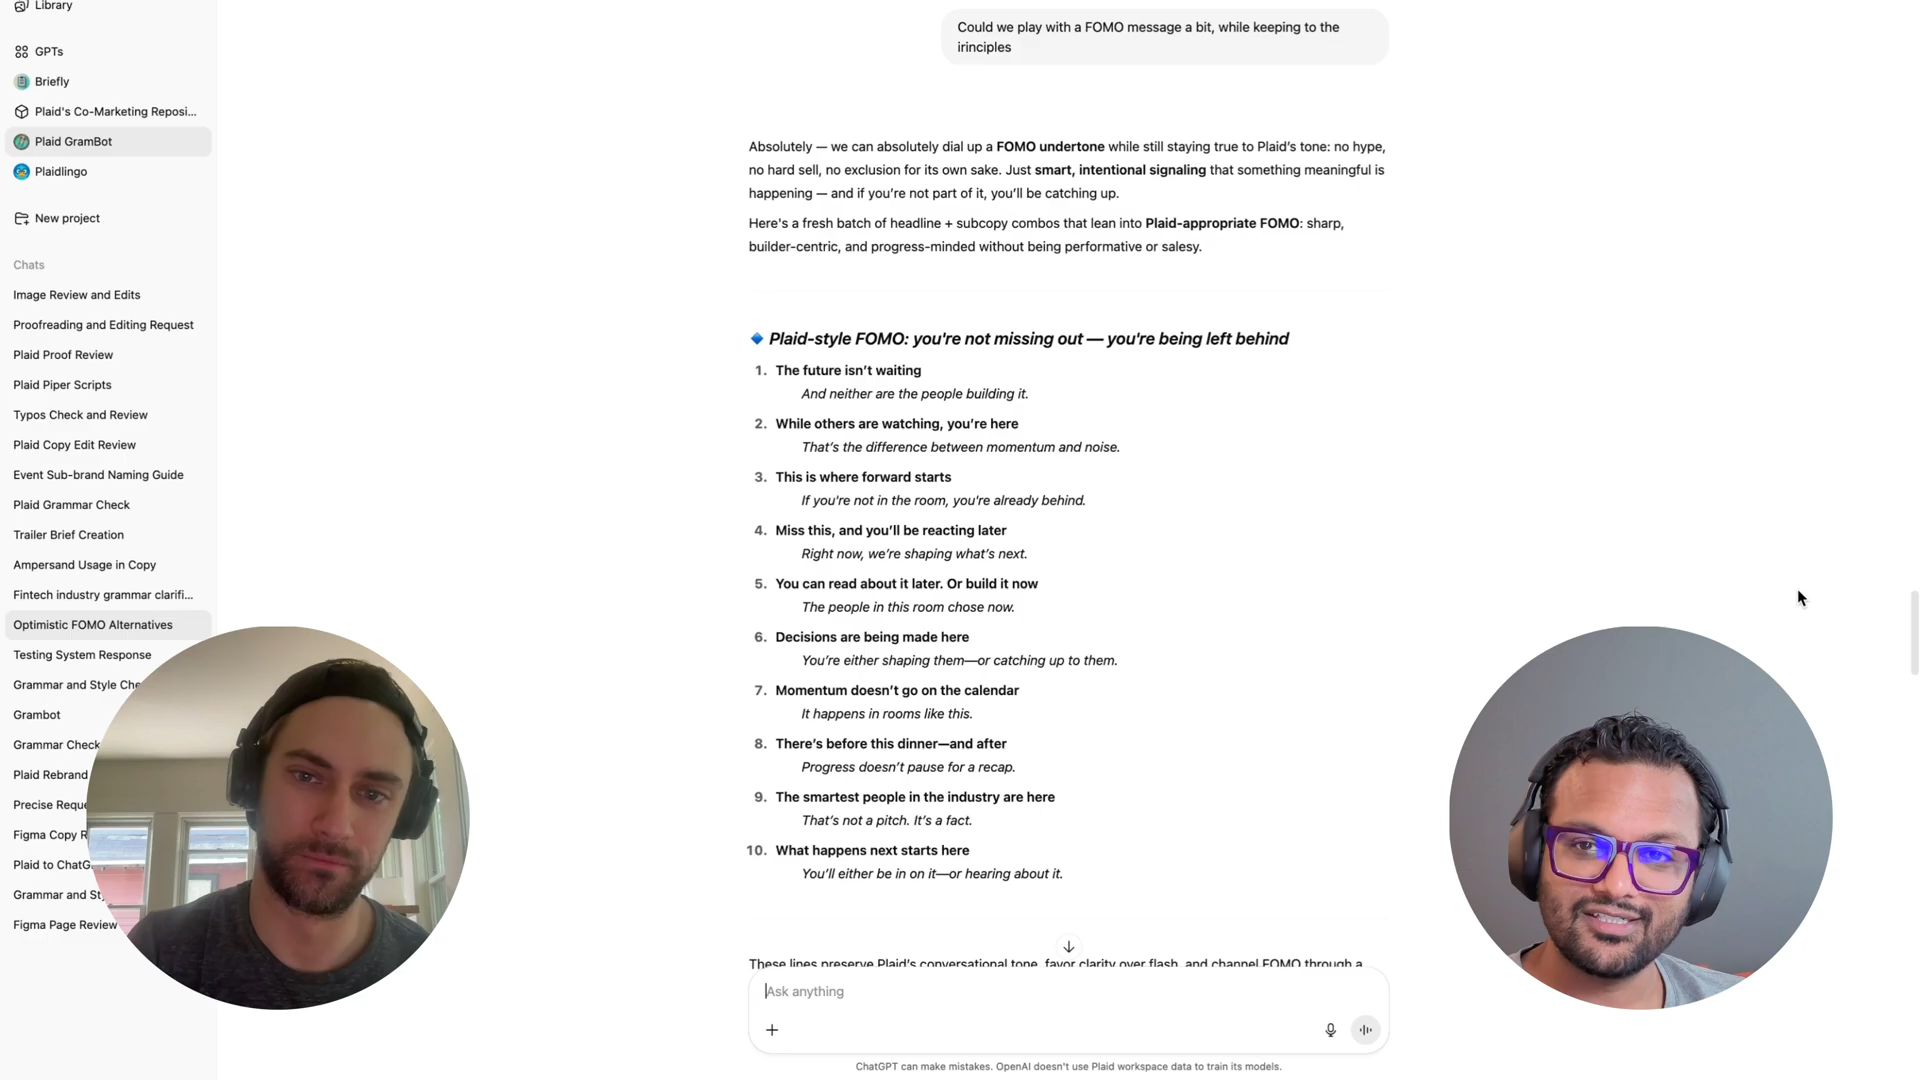 Library
GPTs
Briefly
Plaid's Co-Marketing Reposi...
Plaid GramBot
Plaidlingo
New project
Chats
Image Review and Edits
Proofreading and Editing Request
Plaid Proof Review
Plaid Piper Scripts
Typos Check and Review
Plaid Copy Edit Review
Event Sub-brand Naming Guide
Plaid Grammar Check
Trailer Brief Creation
Ampersand Usage in Copy
Fintech industry grammar clarifi...
Optimistic FOMO Alternatives
Testing System Response
Grammar and Style Che
Grambot
Grammar Check
Plaid Rebrand
Precise Reque
Figma Copy R
Plaid to ChatG
Grammar and Sty
Figma Page Review
Could we play with a FOMO message a bit, while keeping to the
irinciples
Absolutely — we can absolutely dial up a FOMO undertone while still staying true to Plaid's tone: no hype,
no hard sell, no exclusion for its own sake. Just smart, intentional signaling that something meaningful is
happening — and if you're not part of it, you'll be catching up.
Here's a fresh batch of headline + subcopy combos that lean into Plaid-appropriate FOMO: sharp,
builder-centric, and progress-minded without being performative or salesy.
Plaid-style FOMO: you're not missing out — you're being left behind
1. The future isn't waiting
And neither are the people building it.
2. While others are watching, you're here
That's the difference between momentum and noise.
3. This is where forward starts
If you're not in the room, you're already behind.
4. Miss this, and you'll be reacting later
Right now, we're shaping what's next.
5. You can read about it later. Or build it now
The people in this room chose now.
6. Decisions are being made here
You're either shaping them—or catching up to them.
7. Momentum doesn't go on the calendar
It happens in rooms like this.
8. There's before this dinner—and after
Progress doesn't pause for a recap.
9. The smartest people in the industry are here
That's not a pitch. It's a fact.
10. What happens next starts here
You'll either be in on it—or hearing about it.
These lines preserve Plaid's conversational tone, favor clarity over flash, and channel FOMO through a
Ask anything
ChatGPT can make mistakes. OpenAI doesn't use Plaid workspace data to train its models.